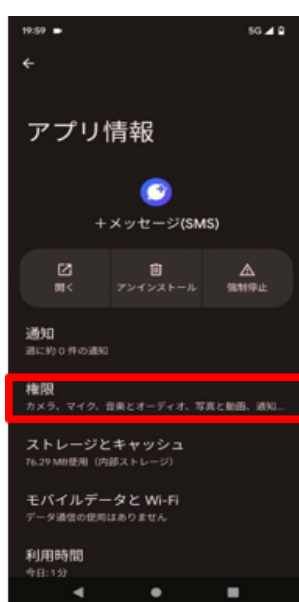 19:59
5G
アプリ情報
＋メッセージ(SMS)
開く
アンインストール
強制停止
通知
週に約 0 件の通知
権限
カメラ、マイク、音楽とオーディオ、写真と動画、通知...
ストレージとキャッシュ
76.29 MB使用（内部ストレージ）
モバイルデータと Wi-Fi
データ通信の使用はありません
利用時間
今日: 1 分